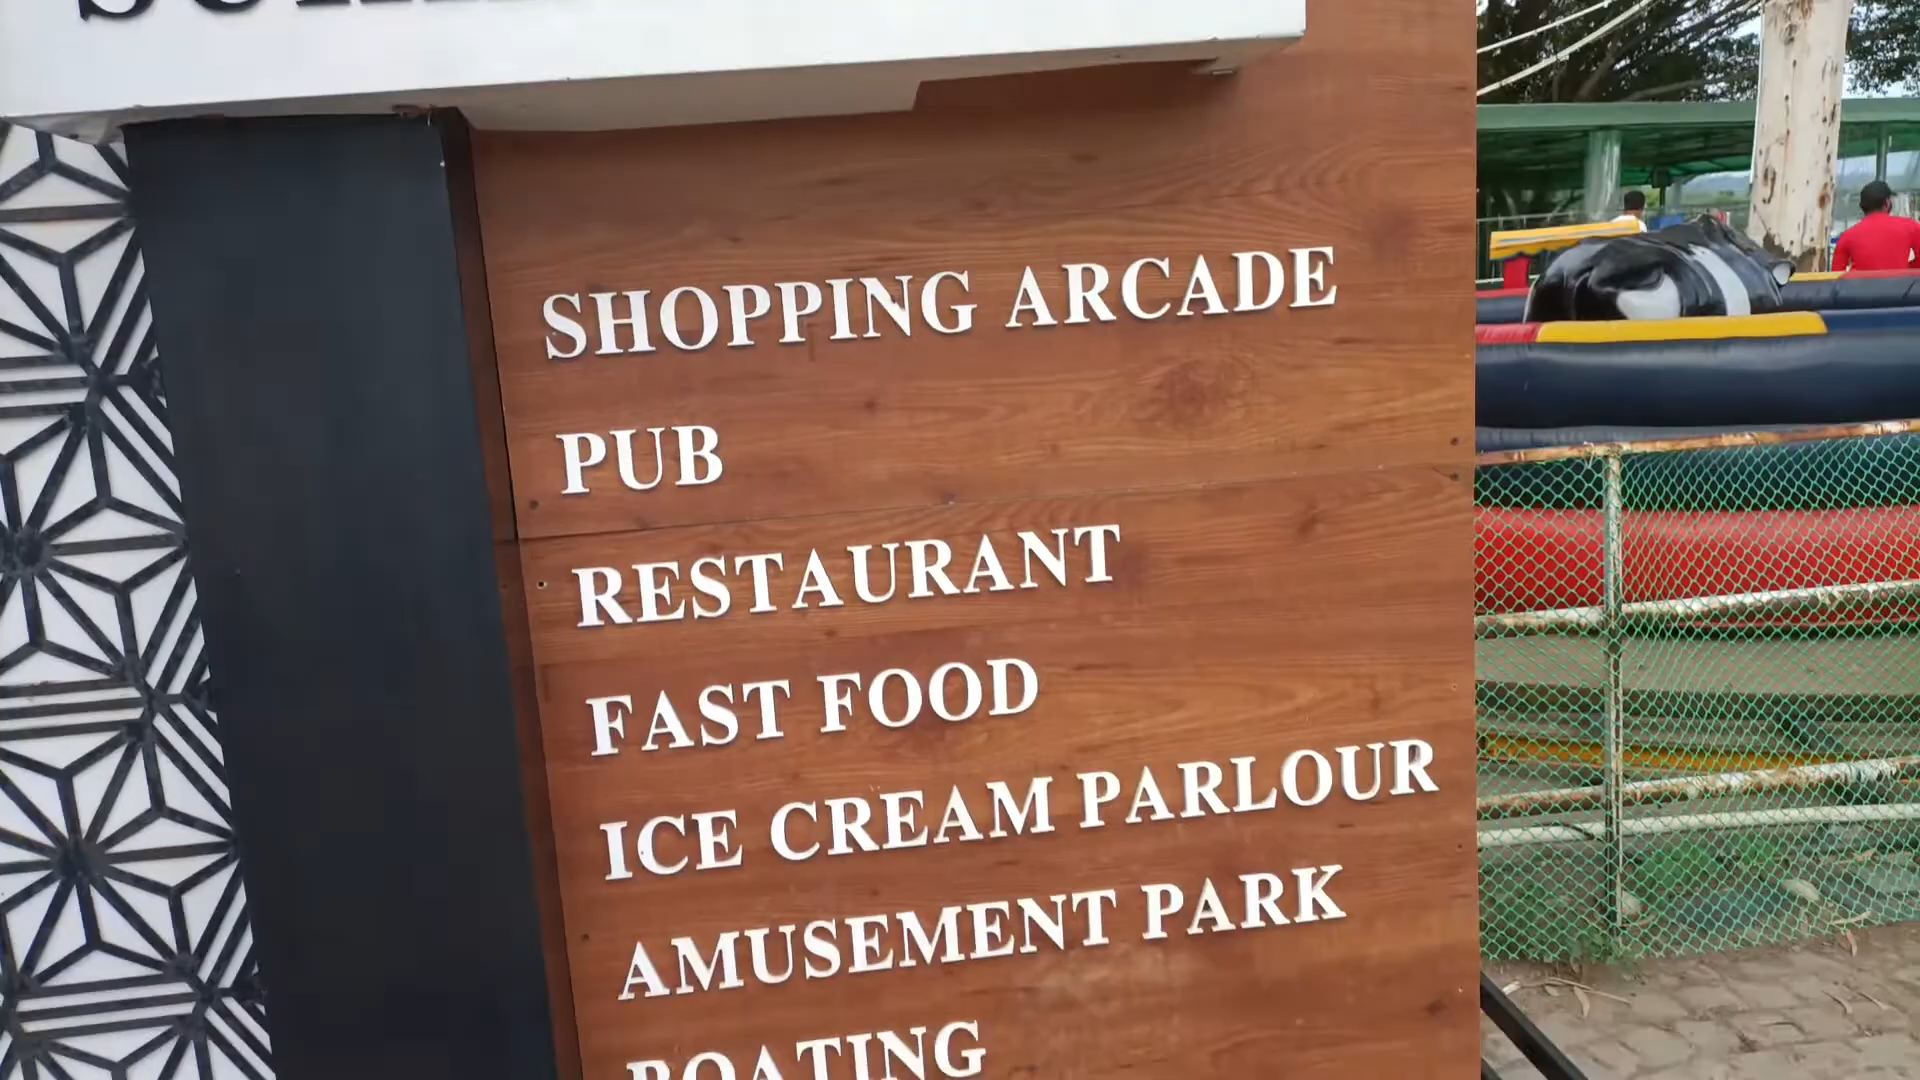 SHOPPING ARCADE
PUB
RESTAURANT
FAST FOOD
ICE CREAM PARLOUR
AMUSEMENT PARK
BOATING